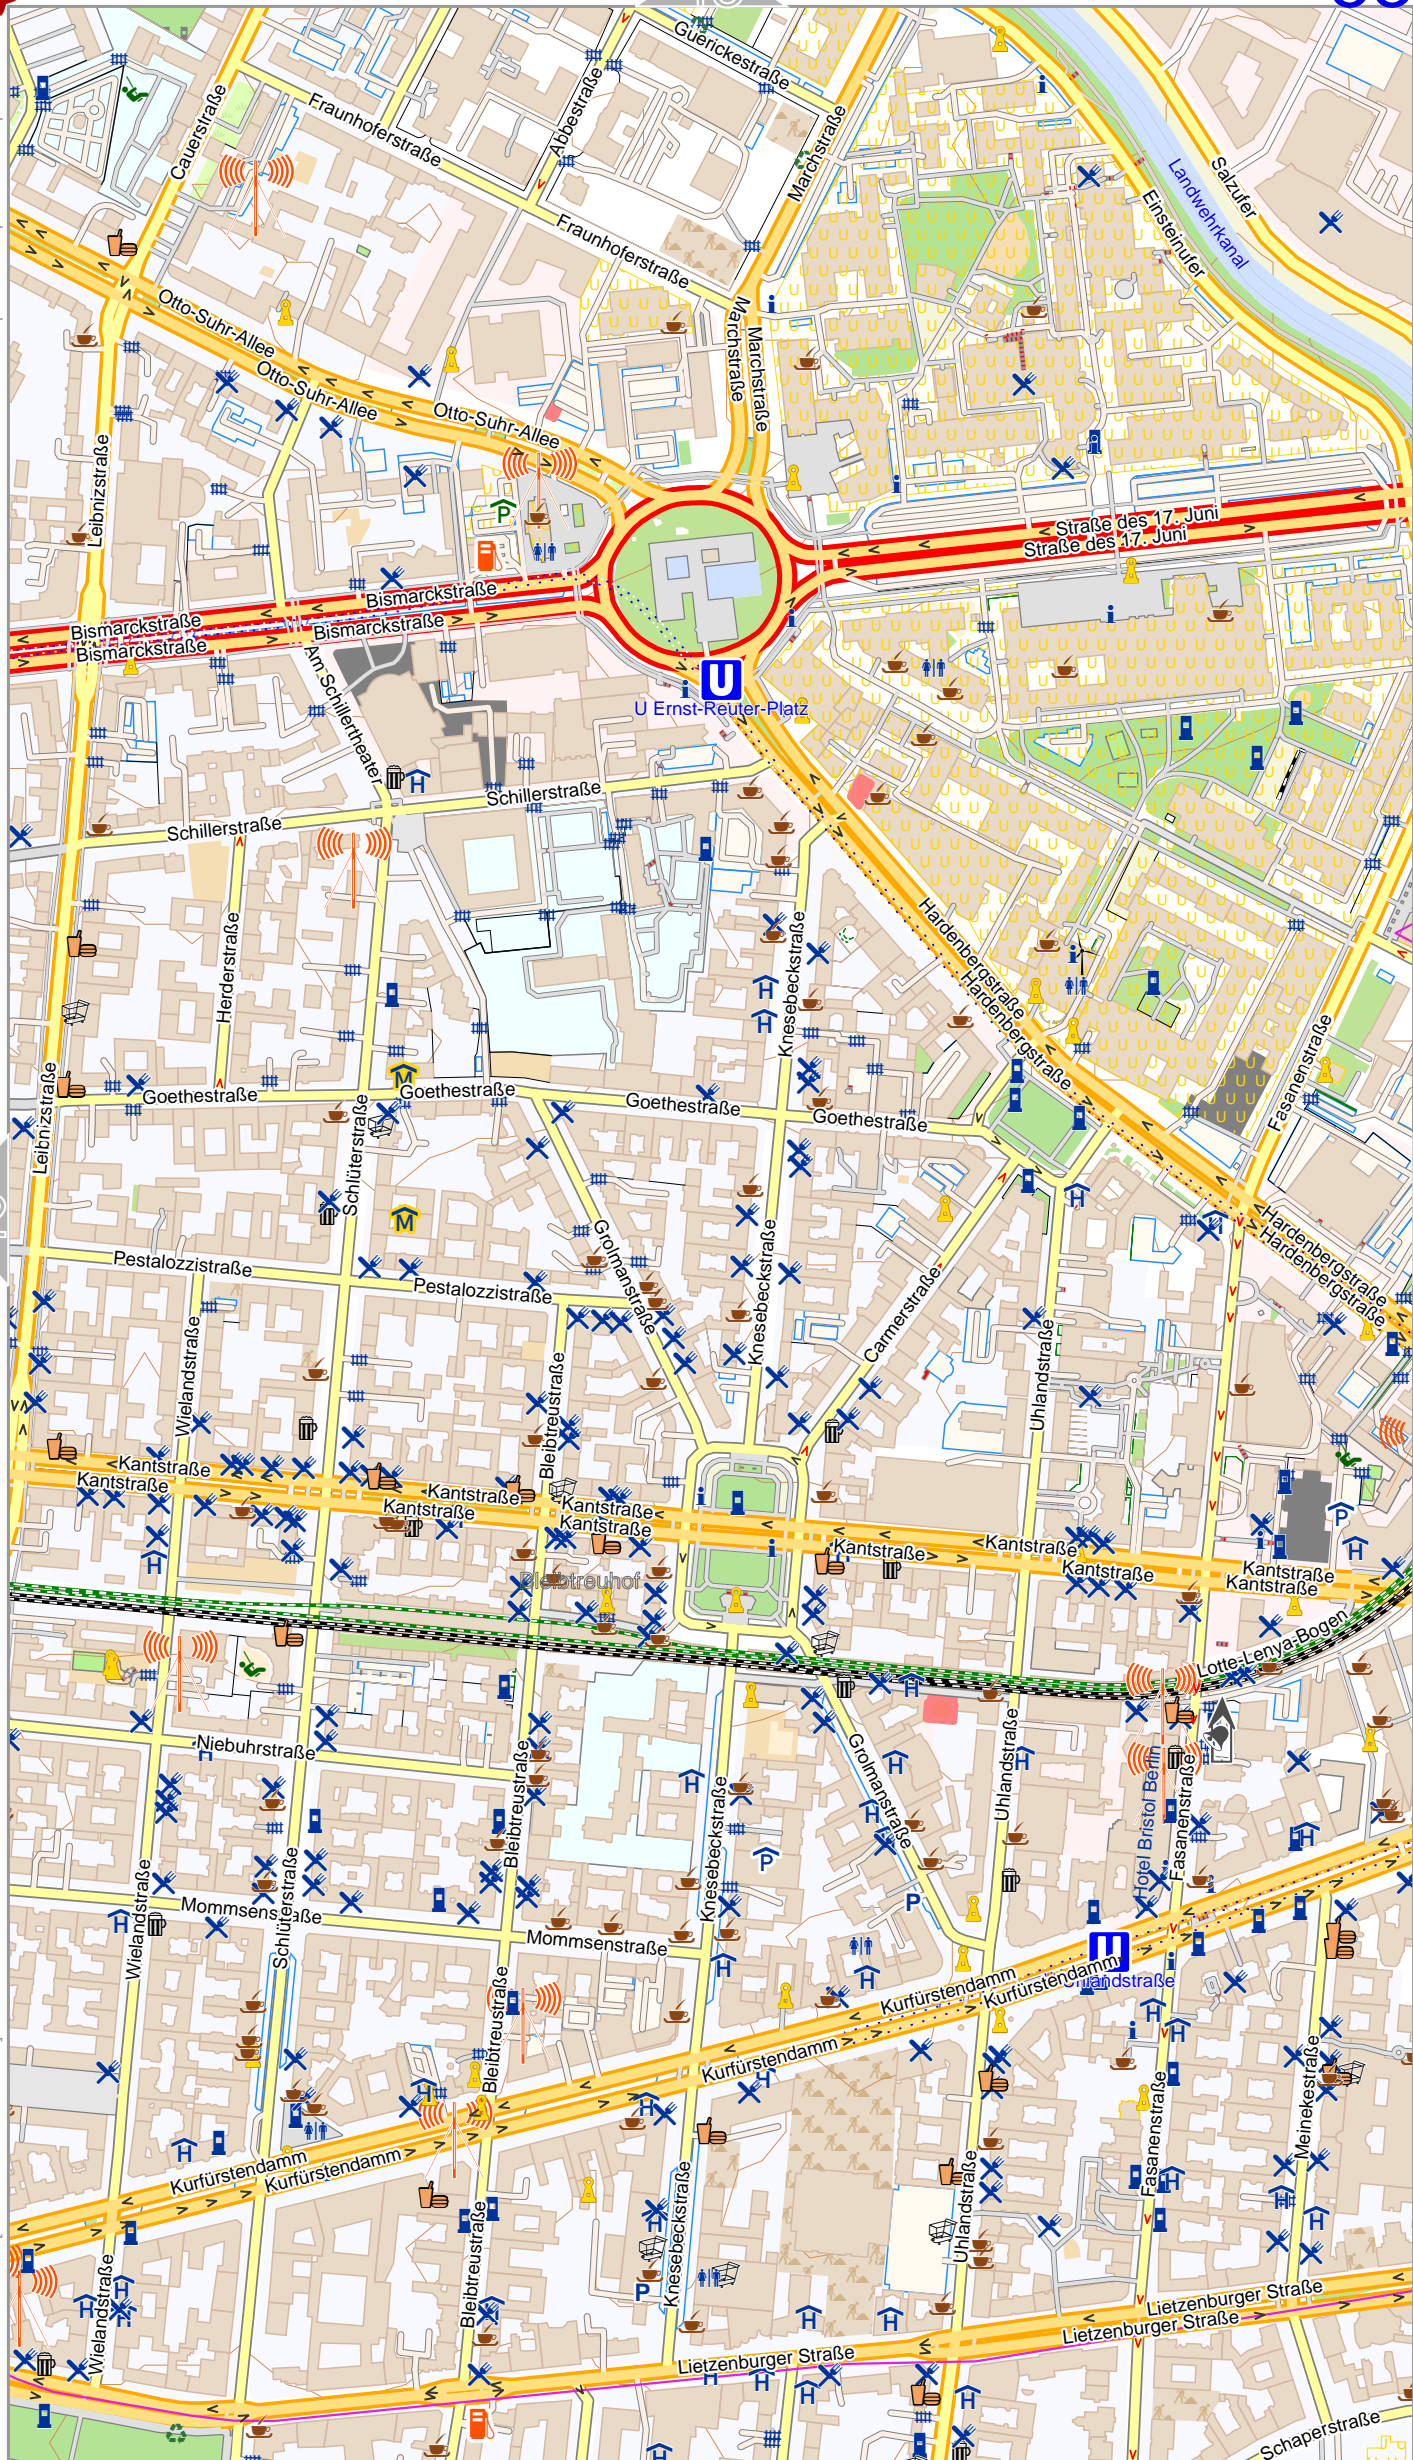 Guerickestraße
Cauerstraße
Fraunhoferstraße
Abbestraße
Marchstraße
Salzufer
Landwehrkanal
Einsteinufer
Fraunhoferstraße
Otto-Suhr-Allee
Otto-Suhr-Allee
Otto-Suhr-Allee
Marchstraße
Marchstraße
Leibnizstraße
Straße des 17. Juni
Straße des 17. Juni
P
Bismarckstraße
Bismarckstraße
Bismarckstraße
Bismarckstraße
Am Schillertheater
U
U Ernst-Reuter-Platz
H
Schillerstraße
Schillerstraße
Herderstraße
Knesebeckstraße
Hardenbergstraße
Hardenbergstraße
H
H
Fasanenstraße
Leibnizstraße
M
Goethestraße
Goethestraße
Goethestraße
Goethestraße
Schlüterstraße
H
M
Hardenbergstraße
Hardenbergstraße
Pestalozzistraße
Pestalozzistraße
Grolmanstraße
Knesebeckstraße
Carmerstraße
Uhlandstraße
Wielandstraße
Bleibtreustraße
Kantstraße
Kantstraße
Kantstraße
Kantstraße
Kantstraße
Kantstraße
Kantstraße
Kantstraße
Kantstraße
Kantstraße
Kantstraße
P
H
H
Bleibtreuhof
Lotte-Lenya-Bogen
H
Niebuhrstraße
Bleibtreustraße
Knesebeckstraße
Grolmanstraße
Uhlandstraße
Hotel Bristol Berlin
Fasanenstraße
H
H
H
H
H
P
P
Wielandstraße
Schlüterstraße
Mommsenstraße
Mommsenstraße
H
H
H
U
Uhlandstraße
Kurfürstendamm
Kurfürstendamm
Kurfürstendamm
Kurfürstendamm
Kurfürstendamm
Bleibtreustraße
H
H
Meinekestraße
Fasanenstraße
Uhlandstraße
Knesebeckstraße
Bleibtreustraße
Wielandstraße
H
H
P
H
H
H
Lietzenburger Straße
Lietzenburger Straße
Lietzenburger Straße
H
H
H
H
Schaperstraße